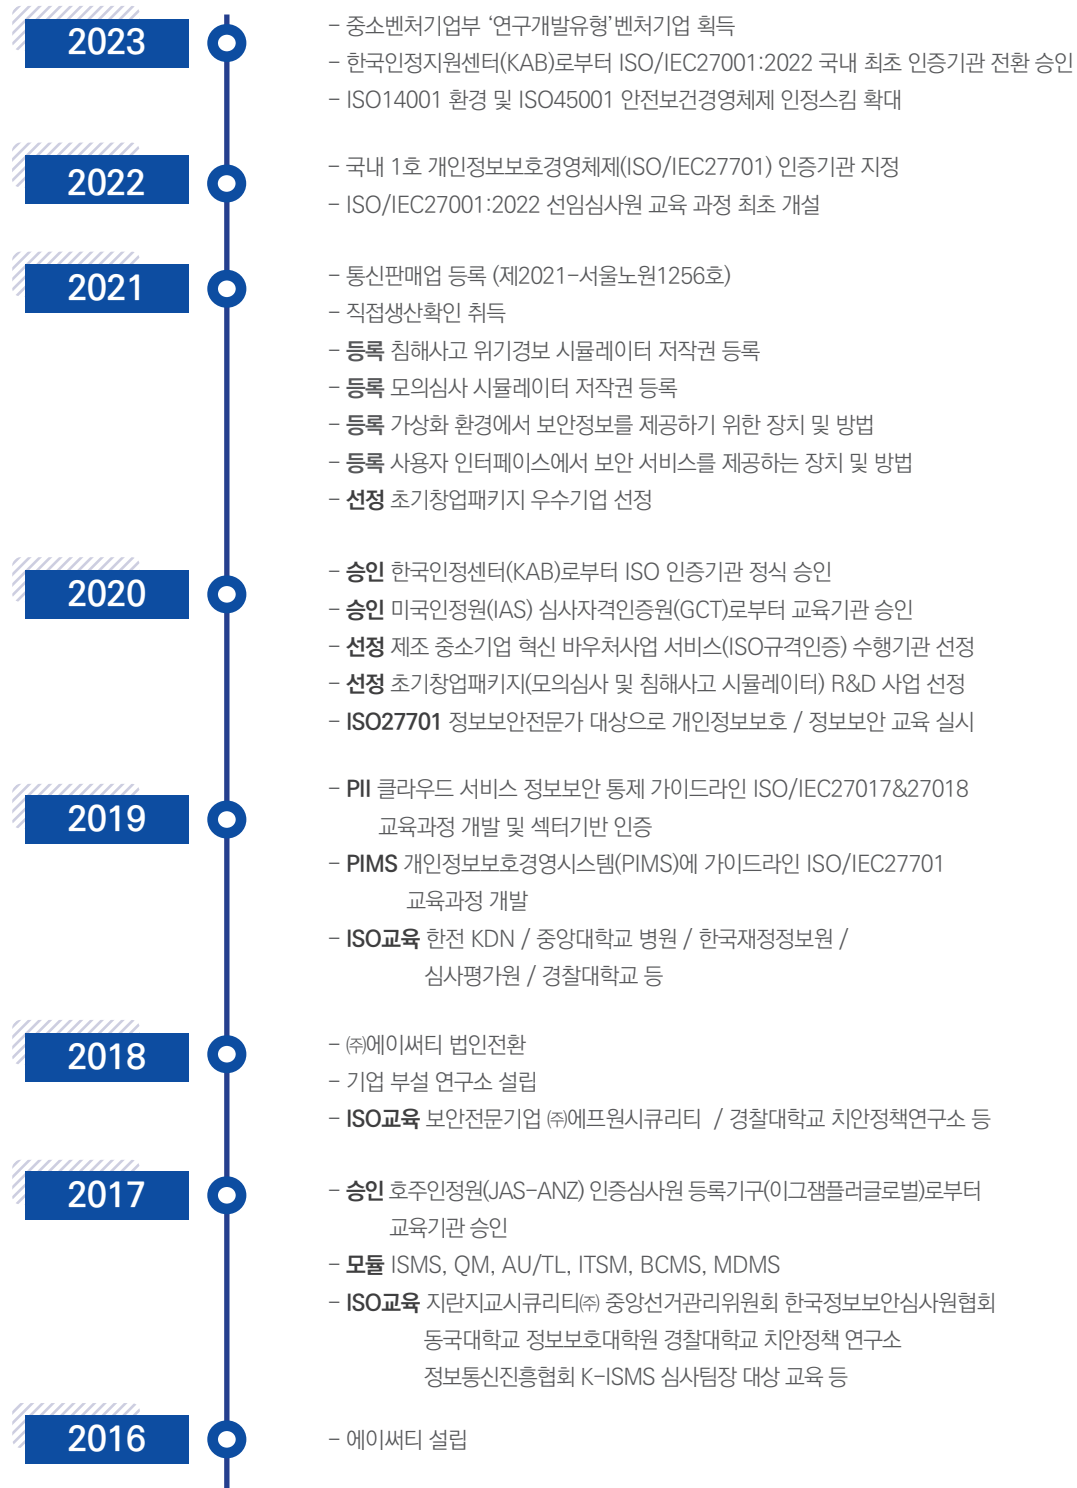 2023
- 중소벤처기업부 ‘연구개발유형’벤처기업 획득
- 한국인정지원센터(KAB)로부터 ISO/IEC27001:2022 국내 최초 인증기관 전환 승인
- ISO14001 환경 및 ISO45001 안전보건경영체제 인정스킴 확대
2022
- 국내 1호 개인정보보호경영체제(ISO/IEC27701) 인증기관 지정
- ISO/IEC27001:2022 선임심사원 교육 과정 최초 개설
2021
- 통신판매업 등록 (제2021-서울노원1256호)
- 직접생산확인 취득
- 등록 침해사고 위기경보 시뮬레이터 저작권 등록
- 등록 모의심사 시뮬레이터 저작권 등록
- 등록 가상화 환경에서 보안정보를 제공하기 위한 장치 및 방법
- 등록 사용자 인터페이스에서 보안 서비스를 제공하는 장치 및 방법
- 선정 초기창업패키지 우수기업 선정
2020
- 승인 한국인정센터(KAB)로부터 ISO 인증기관 정식 승인
- 승인 미국인정원(IAS) 심사자격인증원(GCT)로부터 교육기관 승인
- 선정 제조 중소기업 혁신 바우처사업 서비스(ISO규격인증) 수행기관 선정
- 선정 초기창업패키지(모의심사 및 침해사고 시뮬레이터) R&D 사업 선정
- ISO27701 정보보안전문가 대상으로 개인정보보호 / 정보보안 교육 실시
2019
- PII 클라우드 서비스 정보보안 통제 가이드라인 ISO/IEC27017&27018
교육과정 개발 및 섹터기반 인증
- PIMS 개인정보보호경영시스템(PIMS)에 가이드라인 ISO/IEC27701
교육과정 개발
- ISO교육 한전 KDN / 중앙대학교 병원 / 한국재정정보원 /
심사평가원 / 경찰대학교 등
2018
- ㈜에이써티 법인전환
- 기업 부설 연구소 설립
- ISO교육 보안전문기업 ㈜에프원시큐리티 / 경찰대학교 치안정책연구소 등
2017
- 승인 호주인정원(JAS-ANZ) 인증심사원 등록기구(이그잼플러글로벌)로부터
교육기관 승인
- 모듈 ISMS, QM, AU/TL, ITSM, BCMS, MDMS
- ISO교육 지란지교시큐리티㈜ 중앙선거관리위원회 한국정보보안심사원협회
동국대학교 정보보호대학원 경찰대학교 치안정책 연구소
정보통신진흥협회 K-ISMS 심사팀장 대상 교육 등
2016
- 에이써티 설립